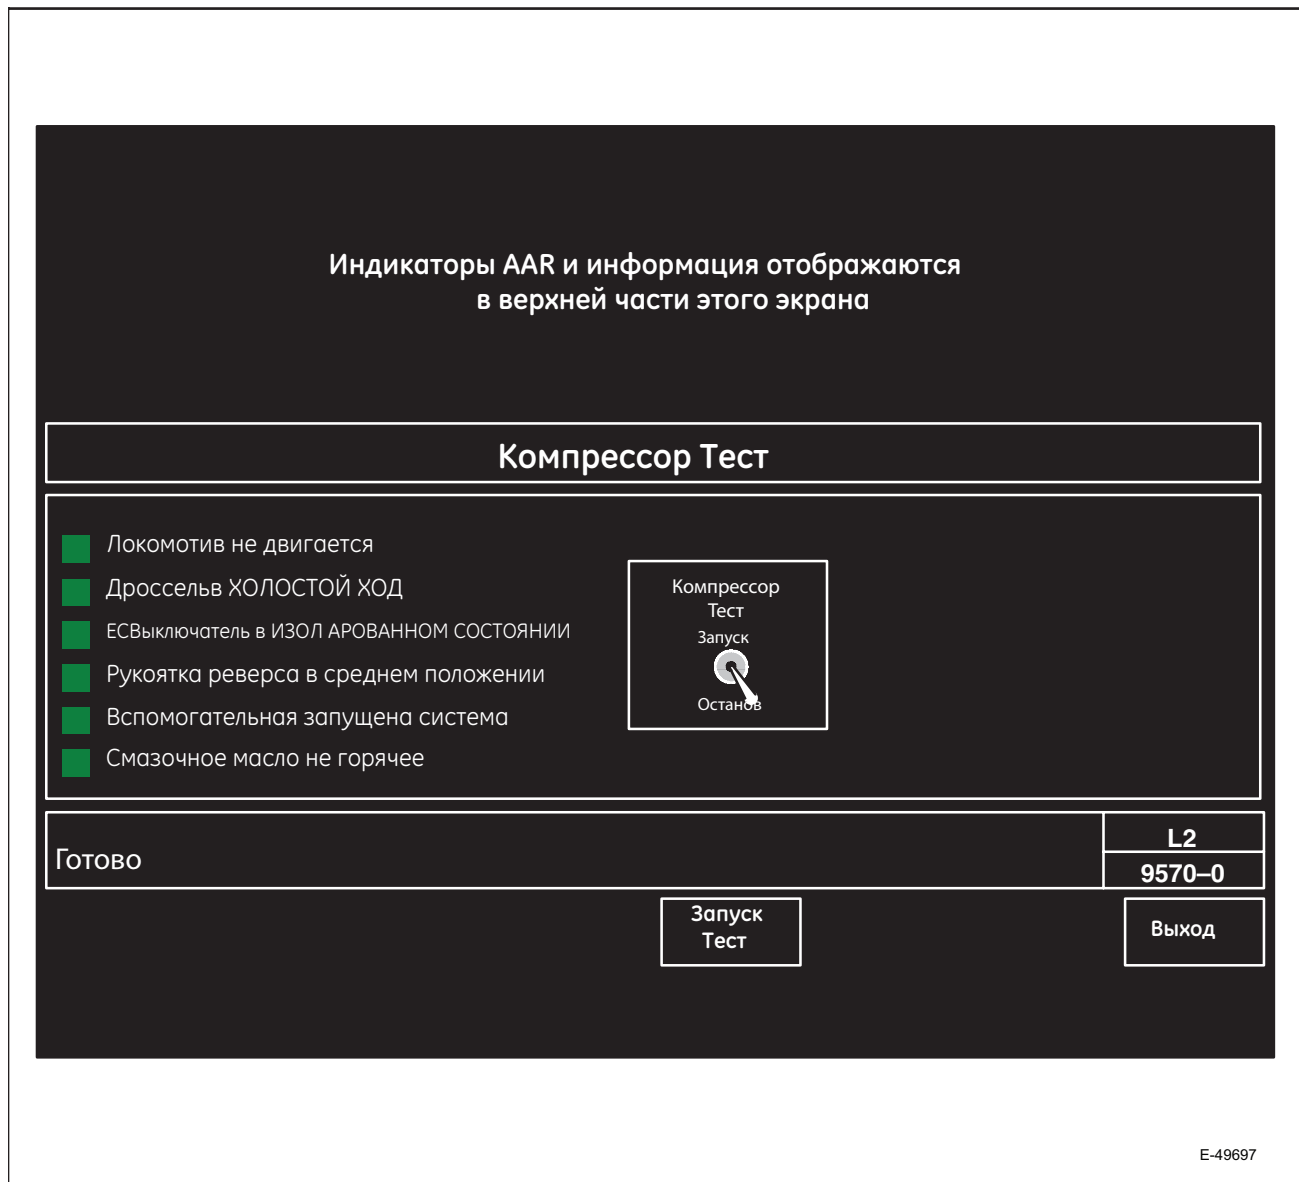 Индикаторы AAR и информация отображаются
в верхней части этого экрана
Компрессор Тест
Локомотив не двигается
Дроссельв ХОЛОСТОЙ ХОД
ECВыключатель в ИЗОЛ АРОВАННОМ СОСТОЯНИИ
Рукоятка реверса в среднем положении
Вспомогательная запущена система
Смазочное масло не горячее
Компрессор
Тест
Запуск
Останов
Готово
L2
9570–0
Запуск
Тест
Выход
E-49697